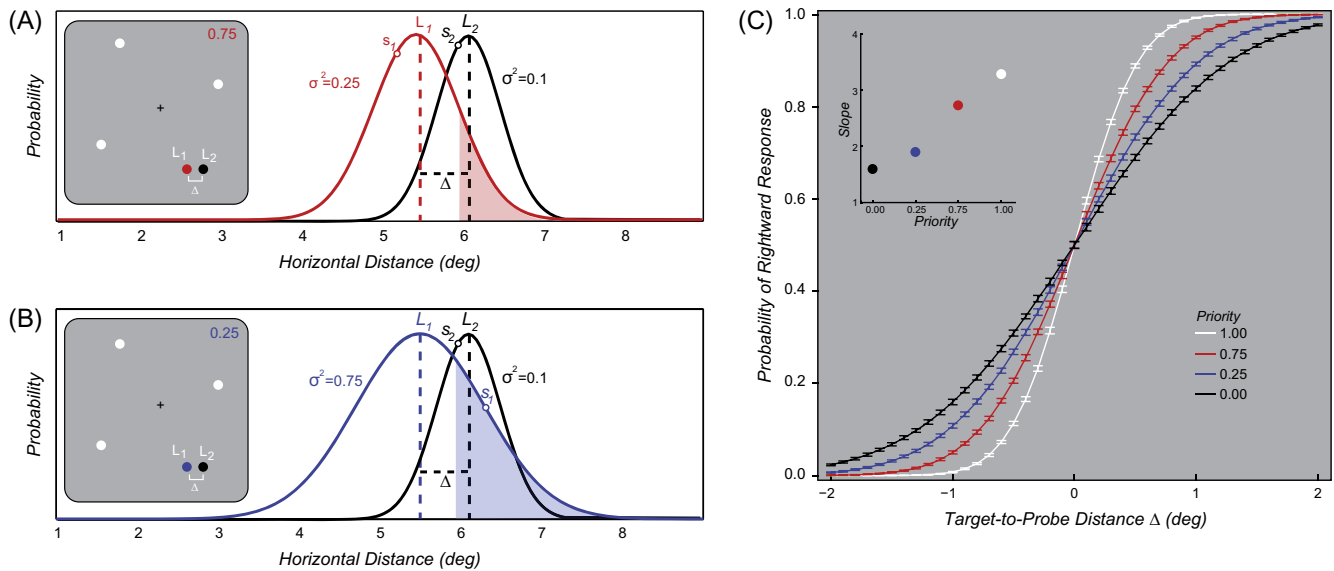 (A)
0.75
L1 L2
Δ
Probability
σ²=0.25
s1
L1
s2
L2
σ²=0.1
Δ
1 2 3 4 5 6 7 8
Horizontal Distance (deg)
(B)
0.25
L1 L2
Δ
Probability
σ²=0.75
L1
s2
L2
s1
σ²=0.1
Δ
1 2 3 4 5 6 7 8
Horizontal Distance (deg)
(C)
Probability of Rightward Response
1.0
0.8
0.6
0.4
0.2
0.0
Slope
4
3
2
1
0.00 0.25 0.75 1.00
Priority
Priority
1.00
0.75
0.25
0.00
−2 −1 0 1 2
Target-to-Probe Distance Δ (deg)